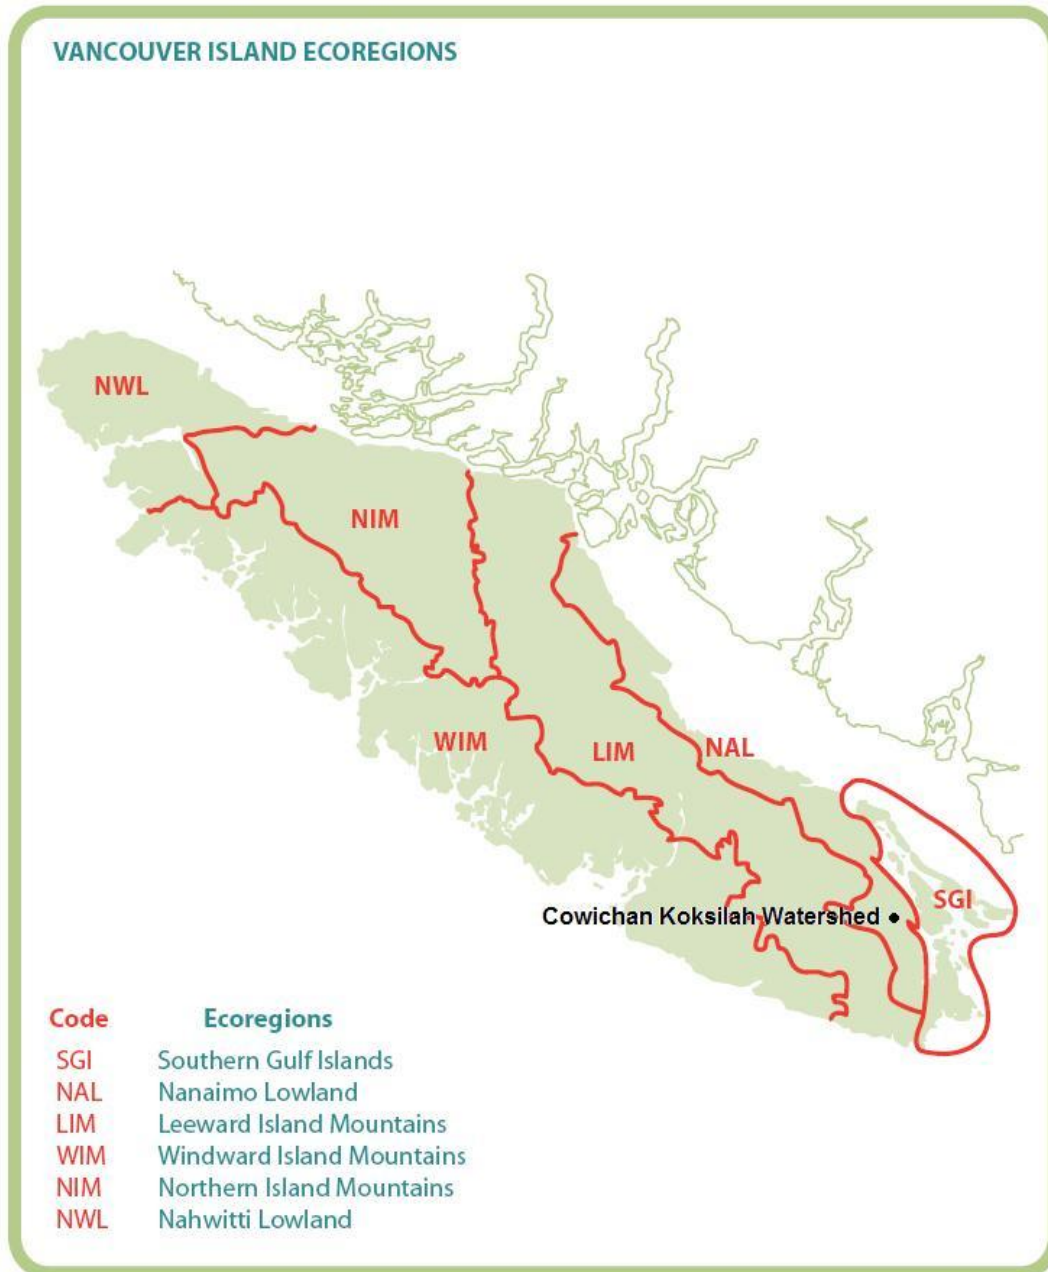 VANCOUVER ISLAND ECOREGIONS
NWL
NIM
WIM
LIM
NAL
SGI
Cowichan Koksilah Watershed
Code Ecoregions
SGI Southern Gulf Islands
NAL Nanaimo Lowland
LIM Leeward Island Mountains
WIM Windward Island Mountains
NIM Northern Island Mountains
NWL Nahwitti Lowland